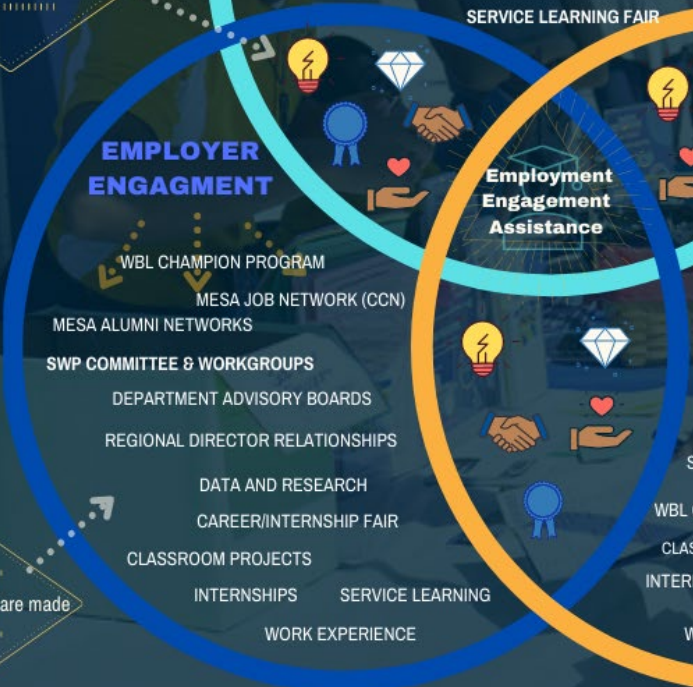 SERVICE LEARNING FAIR
EMPLOYER
ENGAGMENT
Employment
Engagement
Assistance
WBL CHAMPION PROGRAM
MESA JOB NETWORK (CCN)
MESA ALUMNI NETWORKS
SWP COMMITTEE & WORKGROUPS
DEPARTMENT ADVISORY BOARDS
REGIONAL DIRECTOR RELATIONSHIPS
DATA AND RESEARCH
CAREER/INTERNSHIP FAIR
CLASSROOM PROJECTS
INTERNSHIPS SERVICE LEARNING
WORK EXPERIENCE
are made
WBL